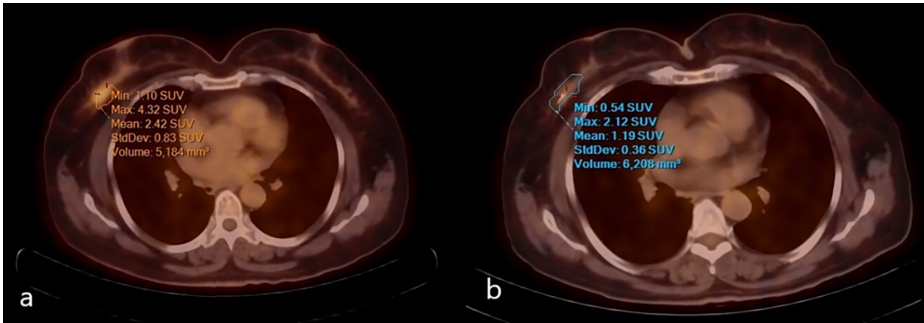 Min: 1.10 SUV
Max: 4.32 SUV
Mean: 2.42 SUV
StdDev: 0.83 SUV
Volume: 5,184 mm³
a
Min: 0.54 SUV
Max: 2.12 SUV
Mean: 1.19 SUV
StdDev: 0.36 SUV
Volume: 6,208 mm³
b